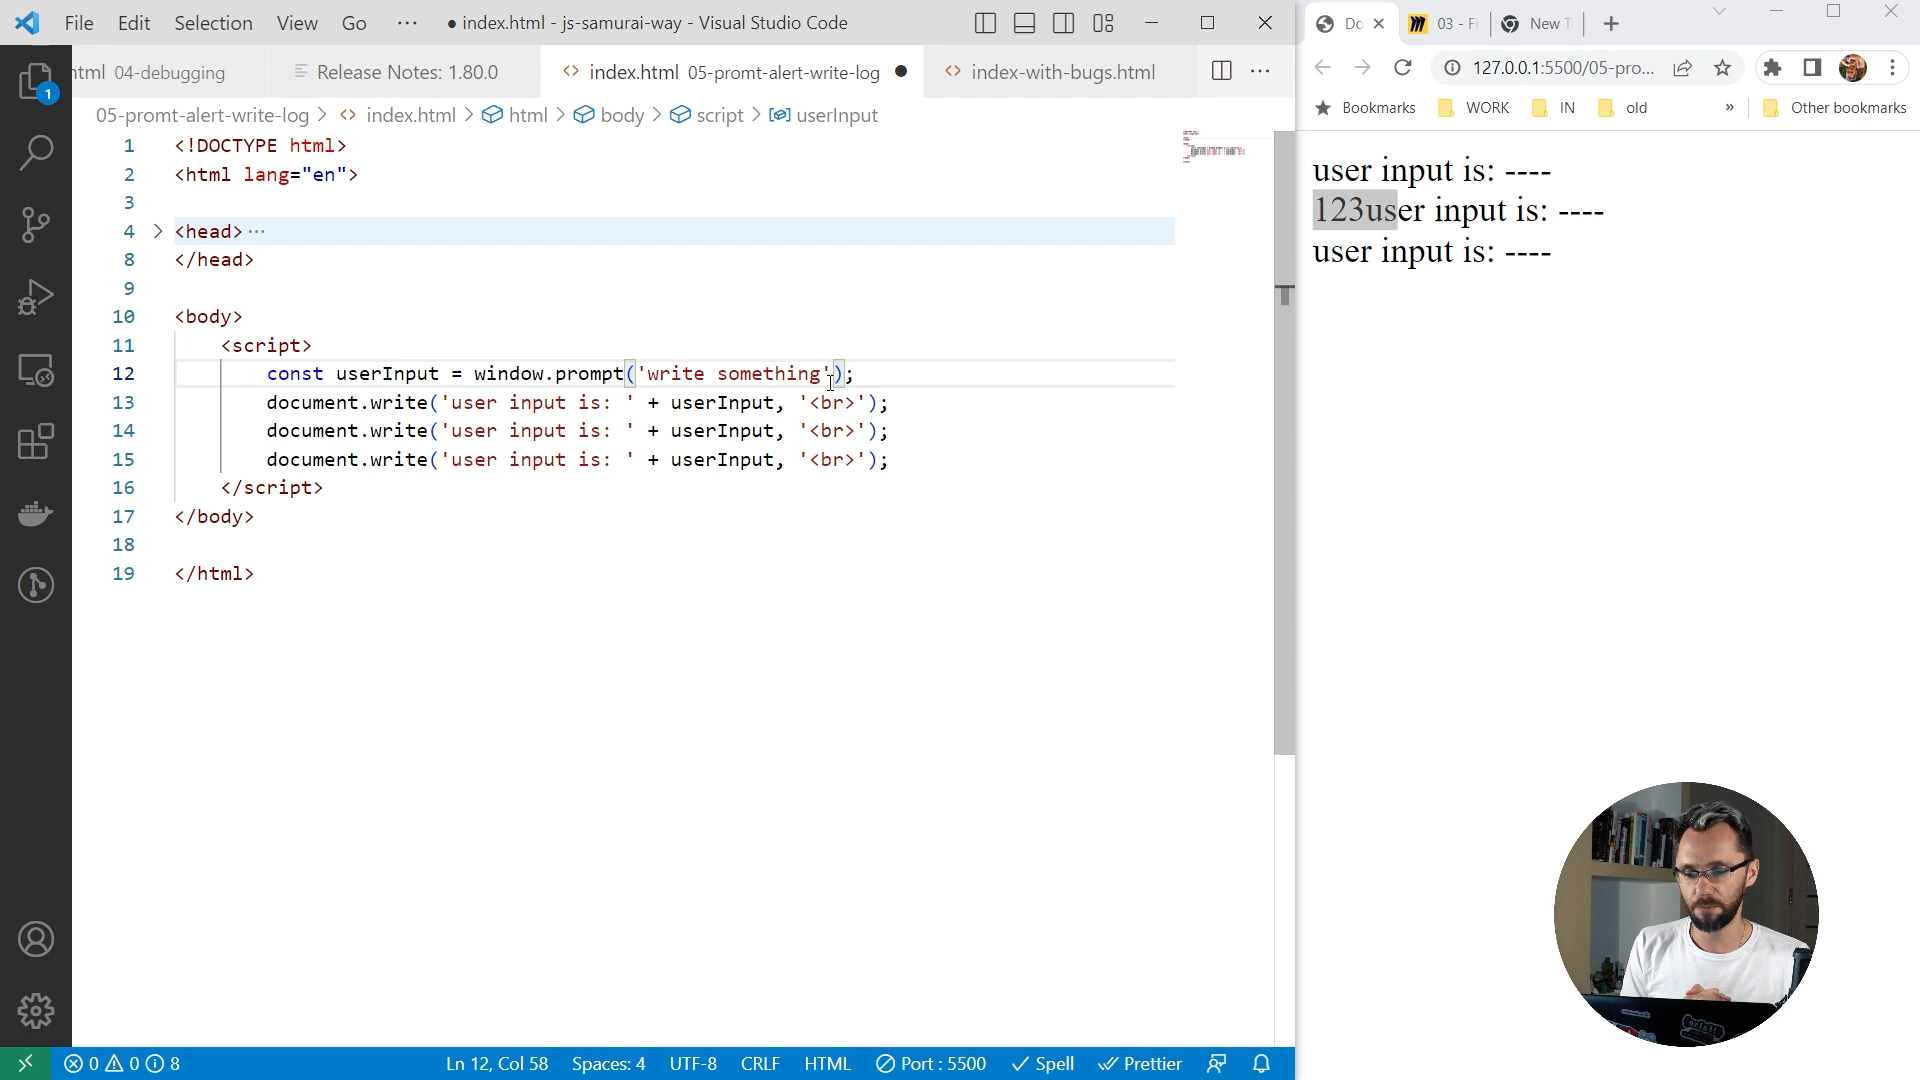 File Edit Selection View Go ··· ● index.html - js-samurai-way - Visual Studio Code
html 04-debugging Release Notes: 1.80.0 <> index.html 05-promt-alert-write-log ● <> index-with-bugs.html ···
05-promt-alert-write-log > <> index.html > html > body > script > userInput
1 <!DOCTYPE html>
2 <html lang="en">
3
4 <head>···
8 </head>
9
10 <body>
11 <script>
12 const userInput = window.prompt('write something');
13 document.write('user input is: ' + userInput, '<br>');
14 document.write('user input is: ' + userInput, '<br>');
15 document.write('user input is: ' + userInput, '<br>');
16 </script>
17 </body>
18
19 </html>
1
0 0 8 Ln 12, Col 58 Spaces: 4 UTF-8 CRLF HTML Port : 5500 Spell Prettier
Do 03 - Fi New T
127.0.0.1:5500/05-pro...
Bookmarks WORK IN old » Other bookmarks
user input is: ----
123user input is: ----
user input is: ----